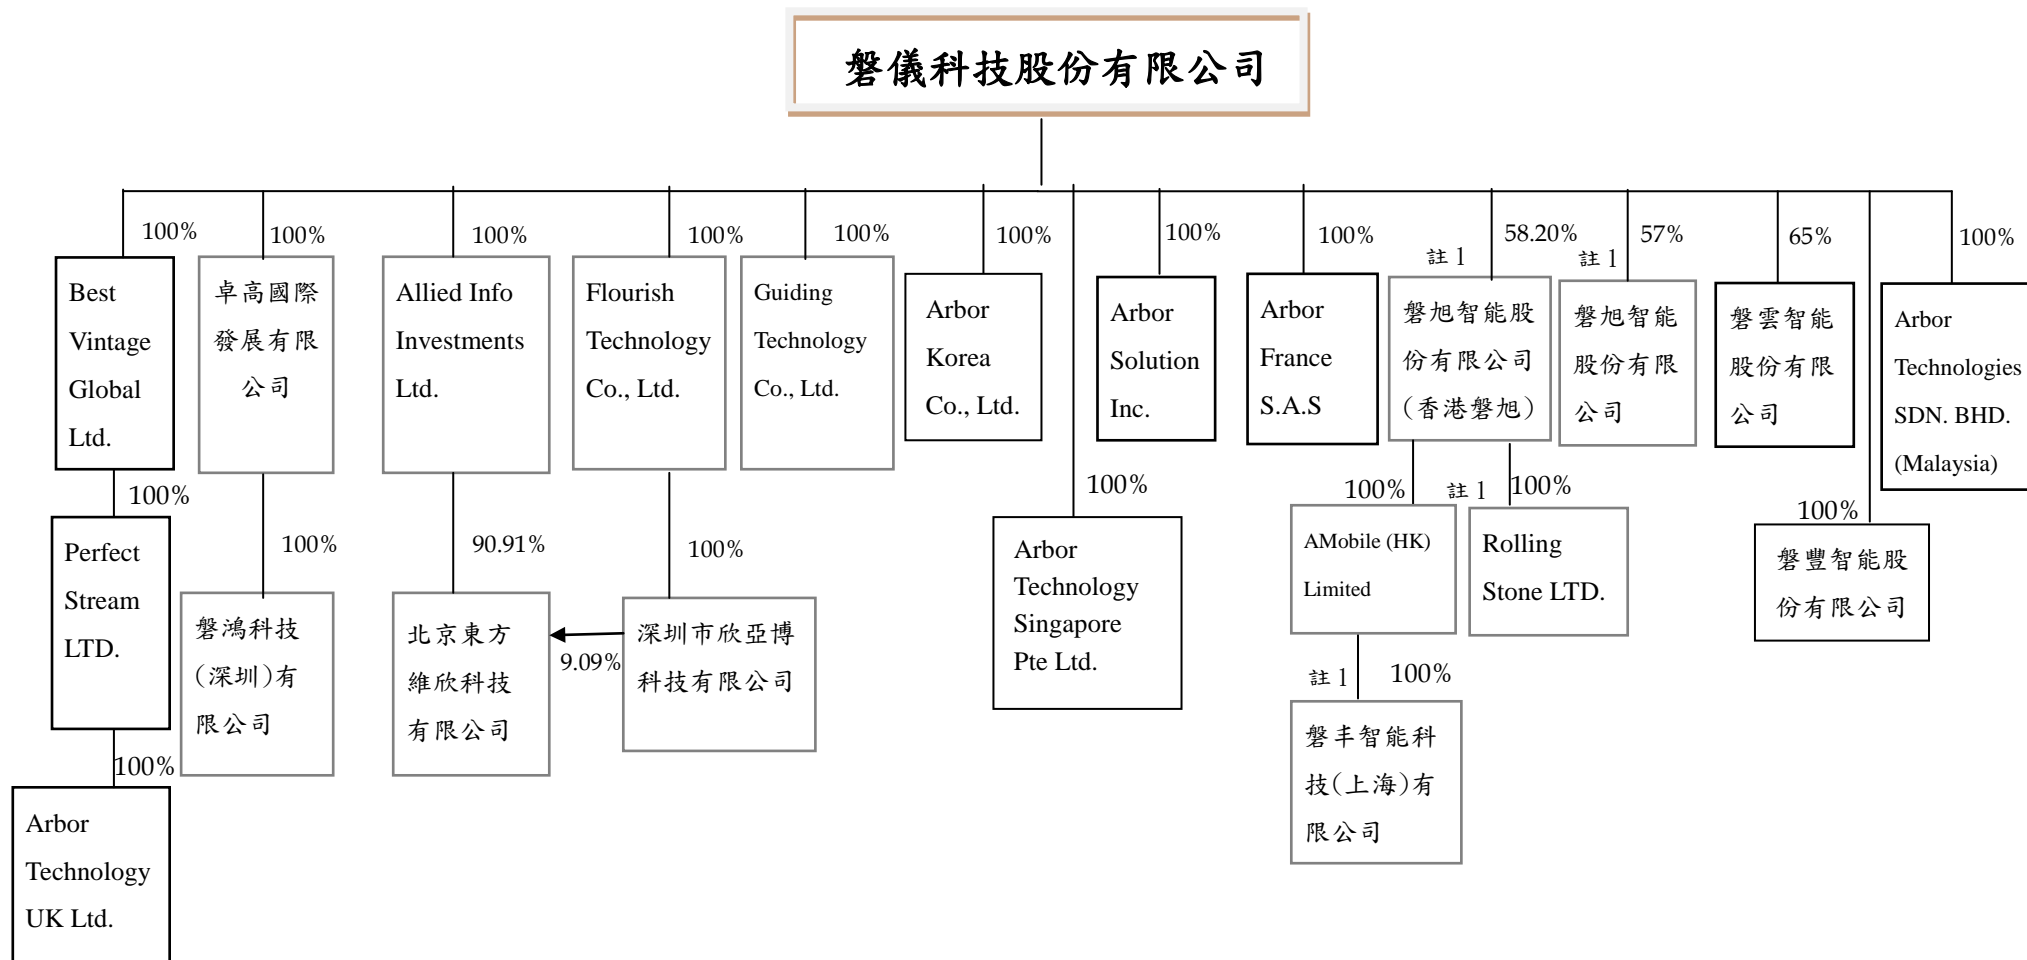 磐儀科技股份有限公司
100%
100%
100%
100%
100%
100%
100%
100%
註 1
58.20%
註 1
57%
65%
100%
Best
Vintage
Global
Ltd.
卓高國際
發展有限
公司
Allied Info
Investments
Ltd.
Flourish
Technology
Co., Ltd.
Guiding
Technology
Co., Ltd.
Arbor
Korea
Co., Ltd.
Arbor
Solution
Inc.
Arbor
France
S.A.S
磐旭智能股
份有限公司
(香港磐旭)
磐旭智能
股份有限
公司
磐雲智能
股份有限
公司
Arbor
Technologies
SDN. BHD.
(Malaysia)
100%
100%
90.91%
100%
100%
100%
註 1
100%
100%
Perfect
Stream
LTD.
磐鴻科技
(深圳)有
限公司
北京東方
維欣科技
有限公司
9.09%
深圳市欣亞博
科技有限公司
Arbor
Technology
Singapore
Pte Ltd.
AMobile (HK)
Limited
Rolling
Stone LTD.
磐豐智能股
份有限公司
100%
註 1
100%
Arbor
Technology
UK Ltd.
磐丰智能科
技(上海)有
限公司